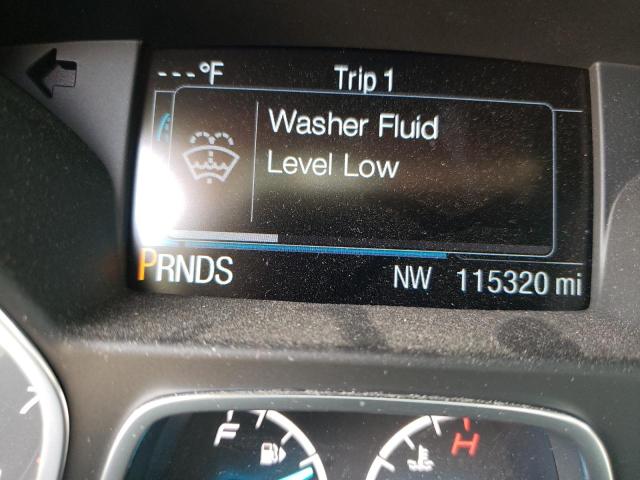 ---°F Trip 1
Washer Fluid
Level Low
PRNDS NW 115320 mi
F H